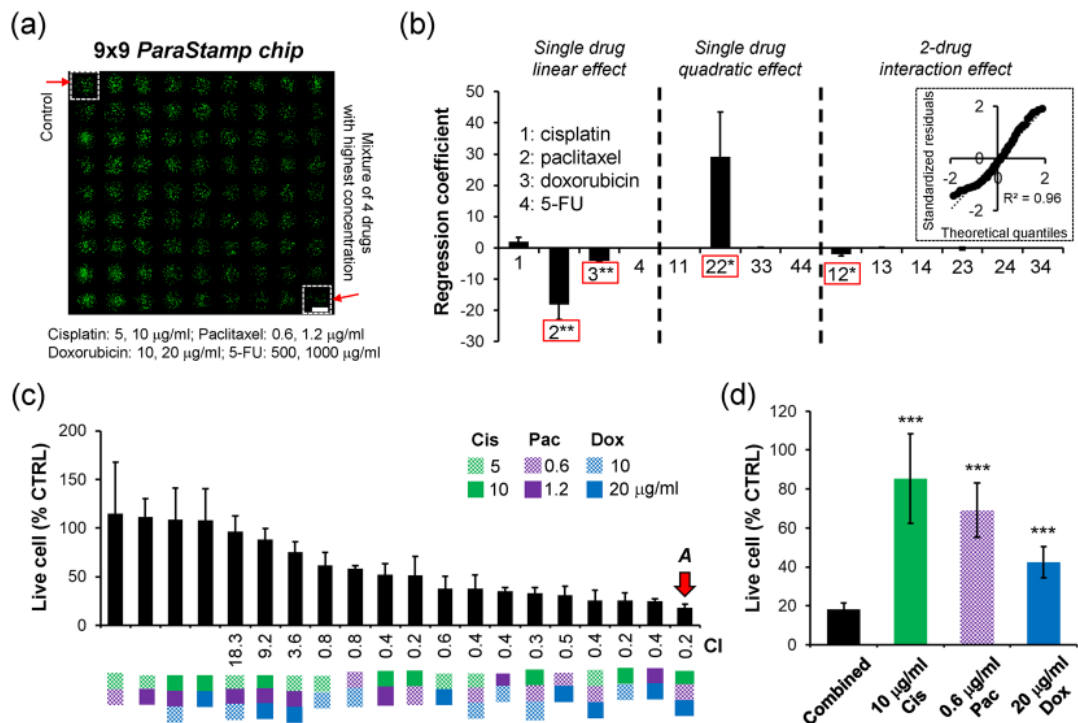 (a)
9x9 ParaStamp chip
Control
Mixture of 4 drugs
with highest concentration
Cisplatin: 5, 10 μg/ml; Paclitaxel: 0.6, 1.2 μg/ml
Doxorubicin: 10, 20 μg/ml; 5-FU: 500, 1000 μg/ml
(b)
Single drug
linear effect
Single drug
quadratic effect
2-drug
interaction effect
Regression coefficient
50
40
30
20
10
0
-10
-20
-30
1: cisplatin
2: paclitaxel
3: doxorubicin
4: 5-FU
1 2** 3** 4 11 22* 33 44 12* 13 14 23 24 34
Standardized residuals
2
0
-2
-2 0 2
R² = 0.96
Theoretical quantiles
(c)
Live cell (% CTRL)
200
150
100
50
0
Cis Pac Dox
5 0.6 10
10 1.2 20 μg/ml
A
18.3 9.2 3.6 0.8 0.8 0.4 0.2 0.6 0.4 0.4 0.3 0.5 0.4 0.2 0.4 0.2 CI
(d)
Live cell (% CTRL)
120
100
80
60
40
20
0
***
***
***
Combined
10 μg/ml
Cis
0.6 μg/ml
Pac
20 μg/ml
Dox